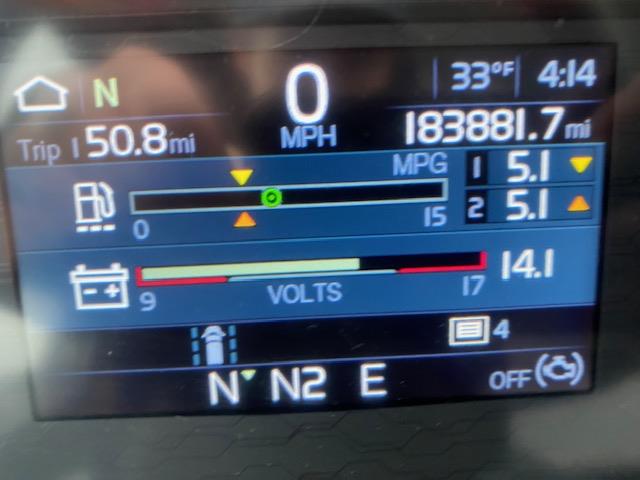 N 0 33°F 4:14
Trip 1 50.8mi MPH 183881.7mi
MPG 1 5.1
0 15 2 5.1
- + 9 VOLTS 17 14.1
4
N N2 E OFF